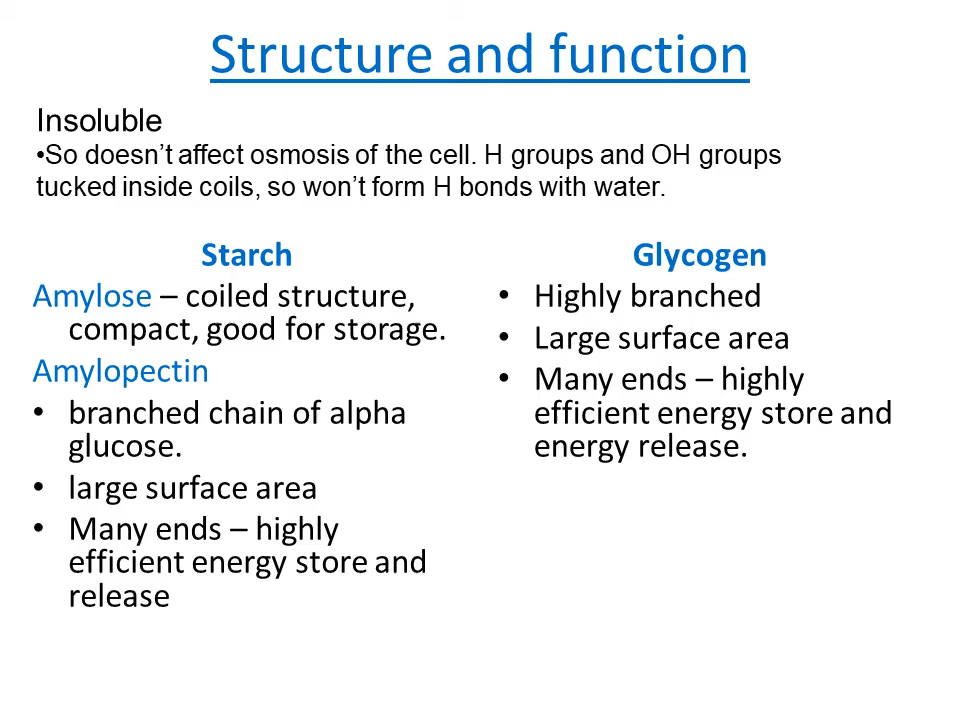 Structure and function
Insoluble
•So doesn’t affect osmosis of the cell. H groups and OH groups
tucked inside coils, so won’t form H bonds with water.
Starch
Amylose – coiled structure,
compact, good for storage.
Amylopectin
• branched chain of alpha
glucose.
• large surface area
• Many ends – highly
efficient energy store and
release
Glycogen
• Highly branched
• Large surface area
• Many ends – highly
efficient energy store and
energy release.